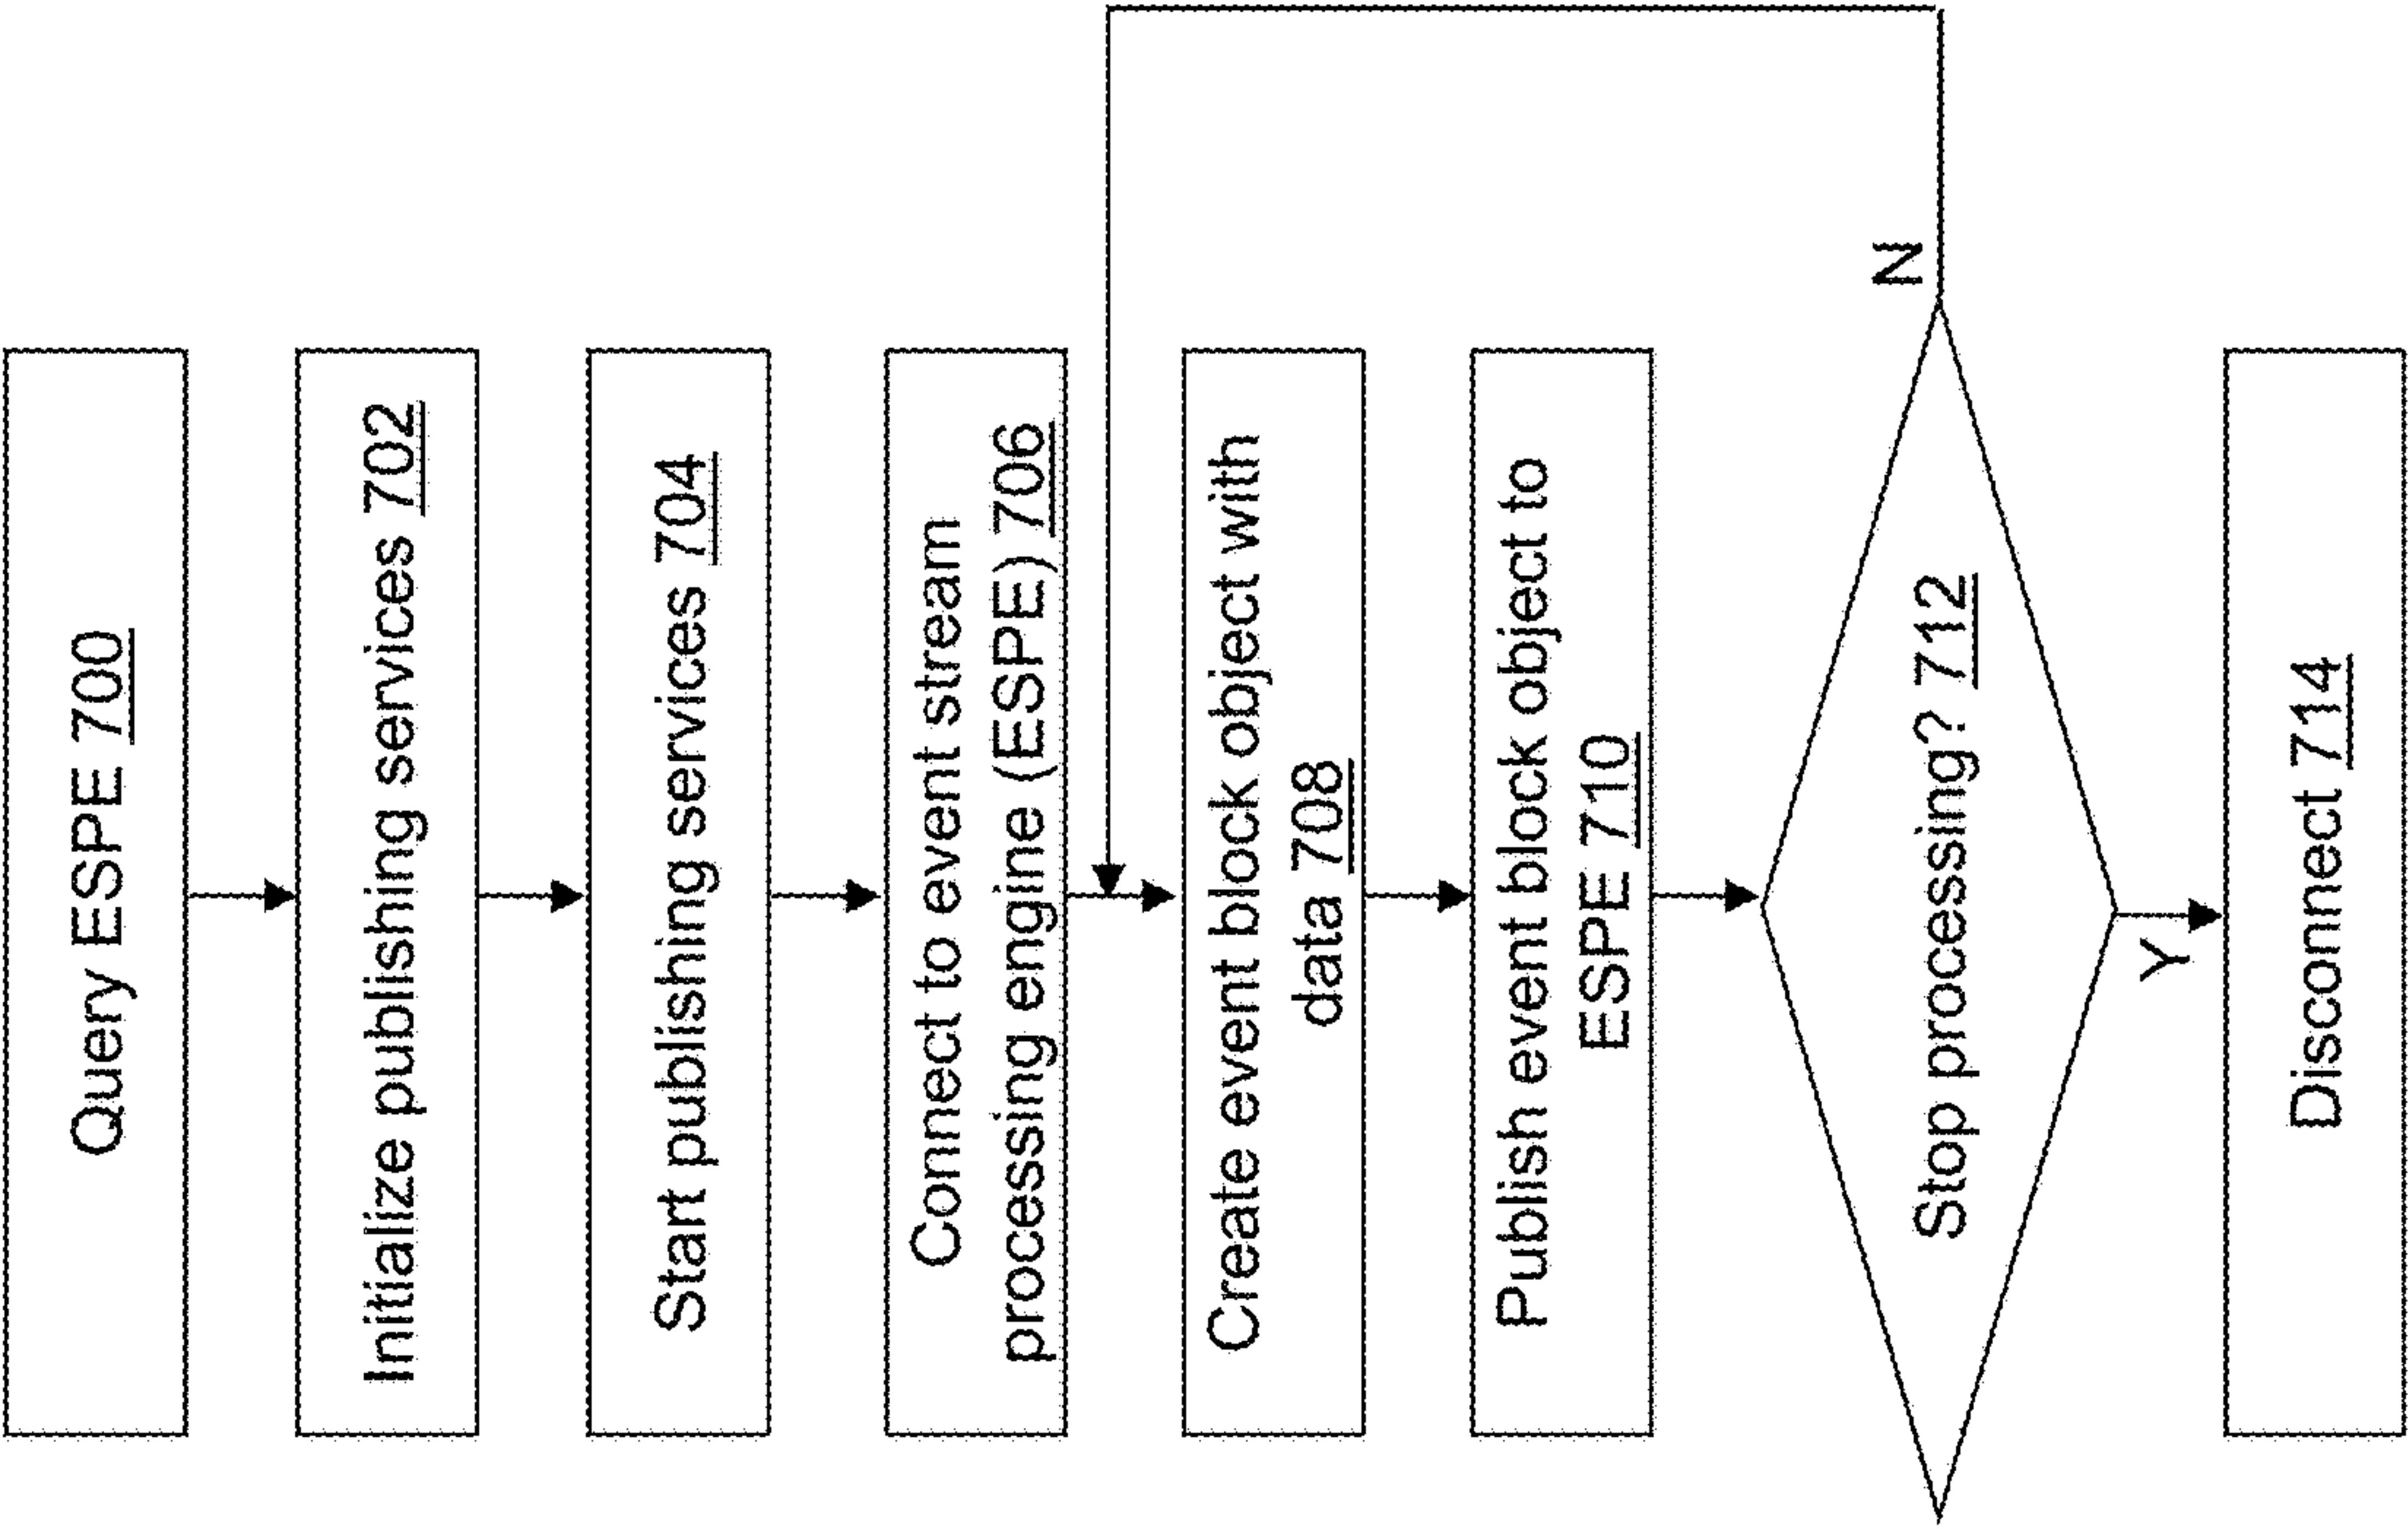 Query ESPE 700
Initialize publishing services 702
Start publishing services 704
Connect to event stream
processing engine (ESPE) 706
Create event block object with
data 708
Publish event block object to
ESPE 710
Stop processing? 712
N
Y
Disconnect 714